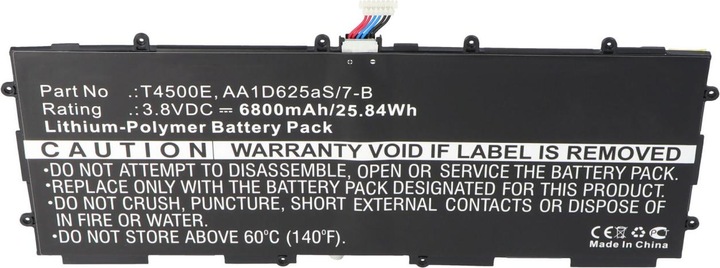 Part No .: T4500E, AA1D625aS/7-B
Rating .: 3.8VDC ⎓ 6800mAh/25.84Wh
Lithium-Polymer Battery Pack
CAUTION WARRANTY VOID IF LABEL IS REMOVED
•DO NOT ATTEMPT TO DISASSEMBLE, OPEN OR SERVICE THE BATTERY PACK.
•REPLACE ONLY WITH THE BATTERY PACK DESIGNATED FOR THIS PRODUCT.
•DO NOT CRUSH, PUNCTURE, SHORT EXTERNAL CONTACTS OR DISPOSE OF
IN FIRE OR WATER.
•DO NOT STORE ABOVE 60°C (140°F).
Made in China